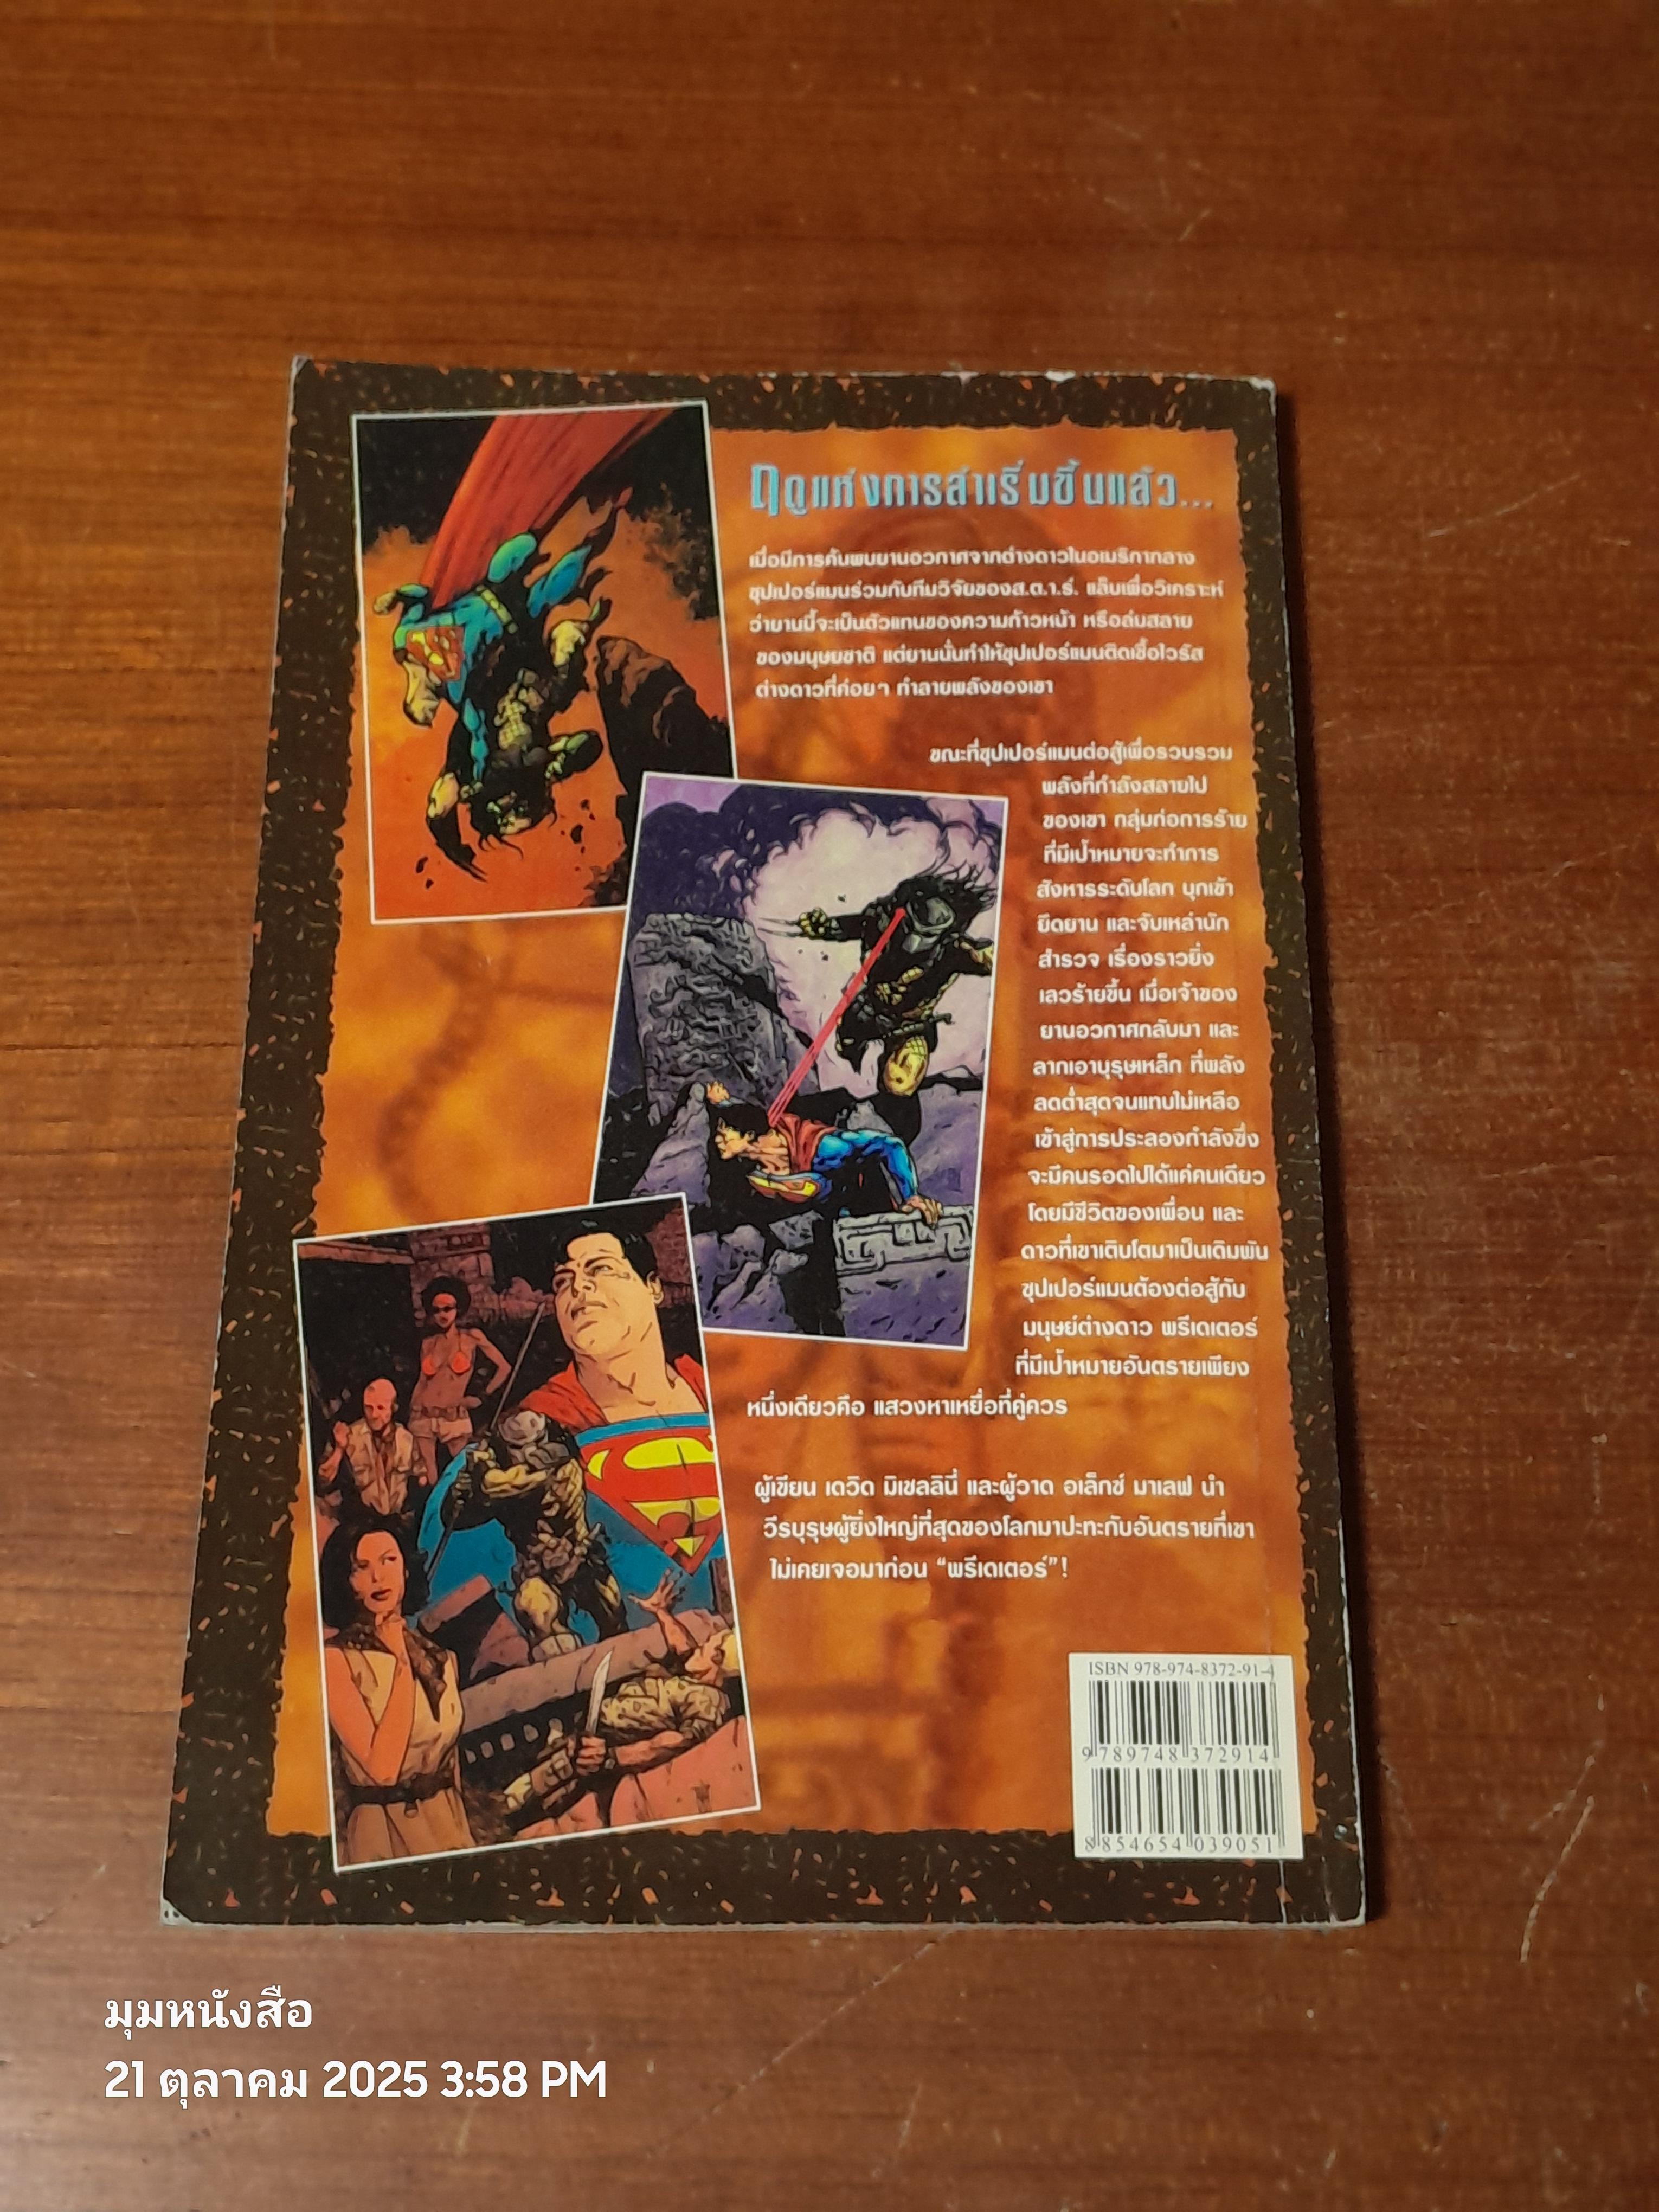 ฤดูแห่งการล่าเริ่มขึ้นแล้ว...
เมื่อมีการค้นพบยานอวกาศจากต่างดาวในอเมริกากลาง
ซุปเปอร์แมนร่วมกับทีมวิจัยของส.ต.า.ร์. แล็บเพื่อวิเคราะห์
ว่ายานนี้จะเป็นตัวแทนของความก้าวหน้า หรือล่มสลาย
ของมนุษยชาติ แต่ยานนั่นทำให้ซุปเปอร์แมนติดเชื้อไวรัส
ต่างดาวที่ค่อยๆ ทำลายพลังของเขา
ขณะที่ซุปเปอร์แมนต่อสู้เพื่อรวบรวม
พลังที่กำลังสลายไป
ของเขา กลุ่มก่อการร้าย
ที่มีเป้าหมายจะทำการ
สังหารระดับโลก บุกเข้า
ยึดยาน และจับเหล่านัก
สำรวจ เรื่องราวยิ่ง
เลวร้ายขึ้น เมื่อเจ้าของ
ยานอวกาศกลับมา และ
ลากเอาบุรุษเหล็ก ที่พลัง
ลดต่ำสุดจนแทบไม่เหลือ
เข้าสู่การประลองกำลังซึ่ง
จะมีคนรอดไปได้แค่คนเดียว
โดยมีชีวิตของเพื่อน และ
ดาวที่เขาเติบโตมาเป็นเดิมพัน
ซุปเปอร์แมนต้องต่อสู้กับ
มนุษย์ต่างดาว พรีเดเตอร์
ที่มีเป้าหมายอันตรายเพียง
หนึ่งเดียวคือ แสวงหาเหยื่อที่คู่ควร
ผู้เขียน เดวิด มิเชลลินี่ และผู้วาด อเล็กซ์ มาเลฟ นำ
วีรบุรุษผู้ยิ่งใหญ่ที่สุดของโลกมาปะทะกับอันตรายที่เขา
ไม่เคยเจอมาก่อน “พรีเดเตอร์”!
ISBN 978-974-8372-91-4
9 789748 372914
8 854654 039051
มุมหนังสือ
21 ตุลาคม 2025 3:58 PM